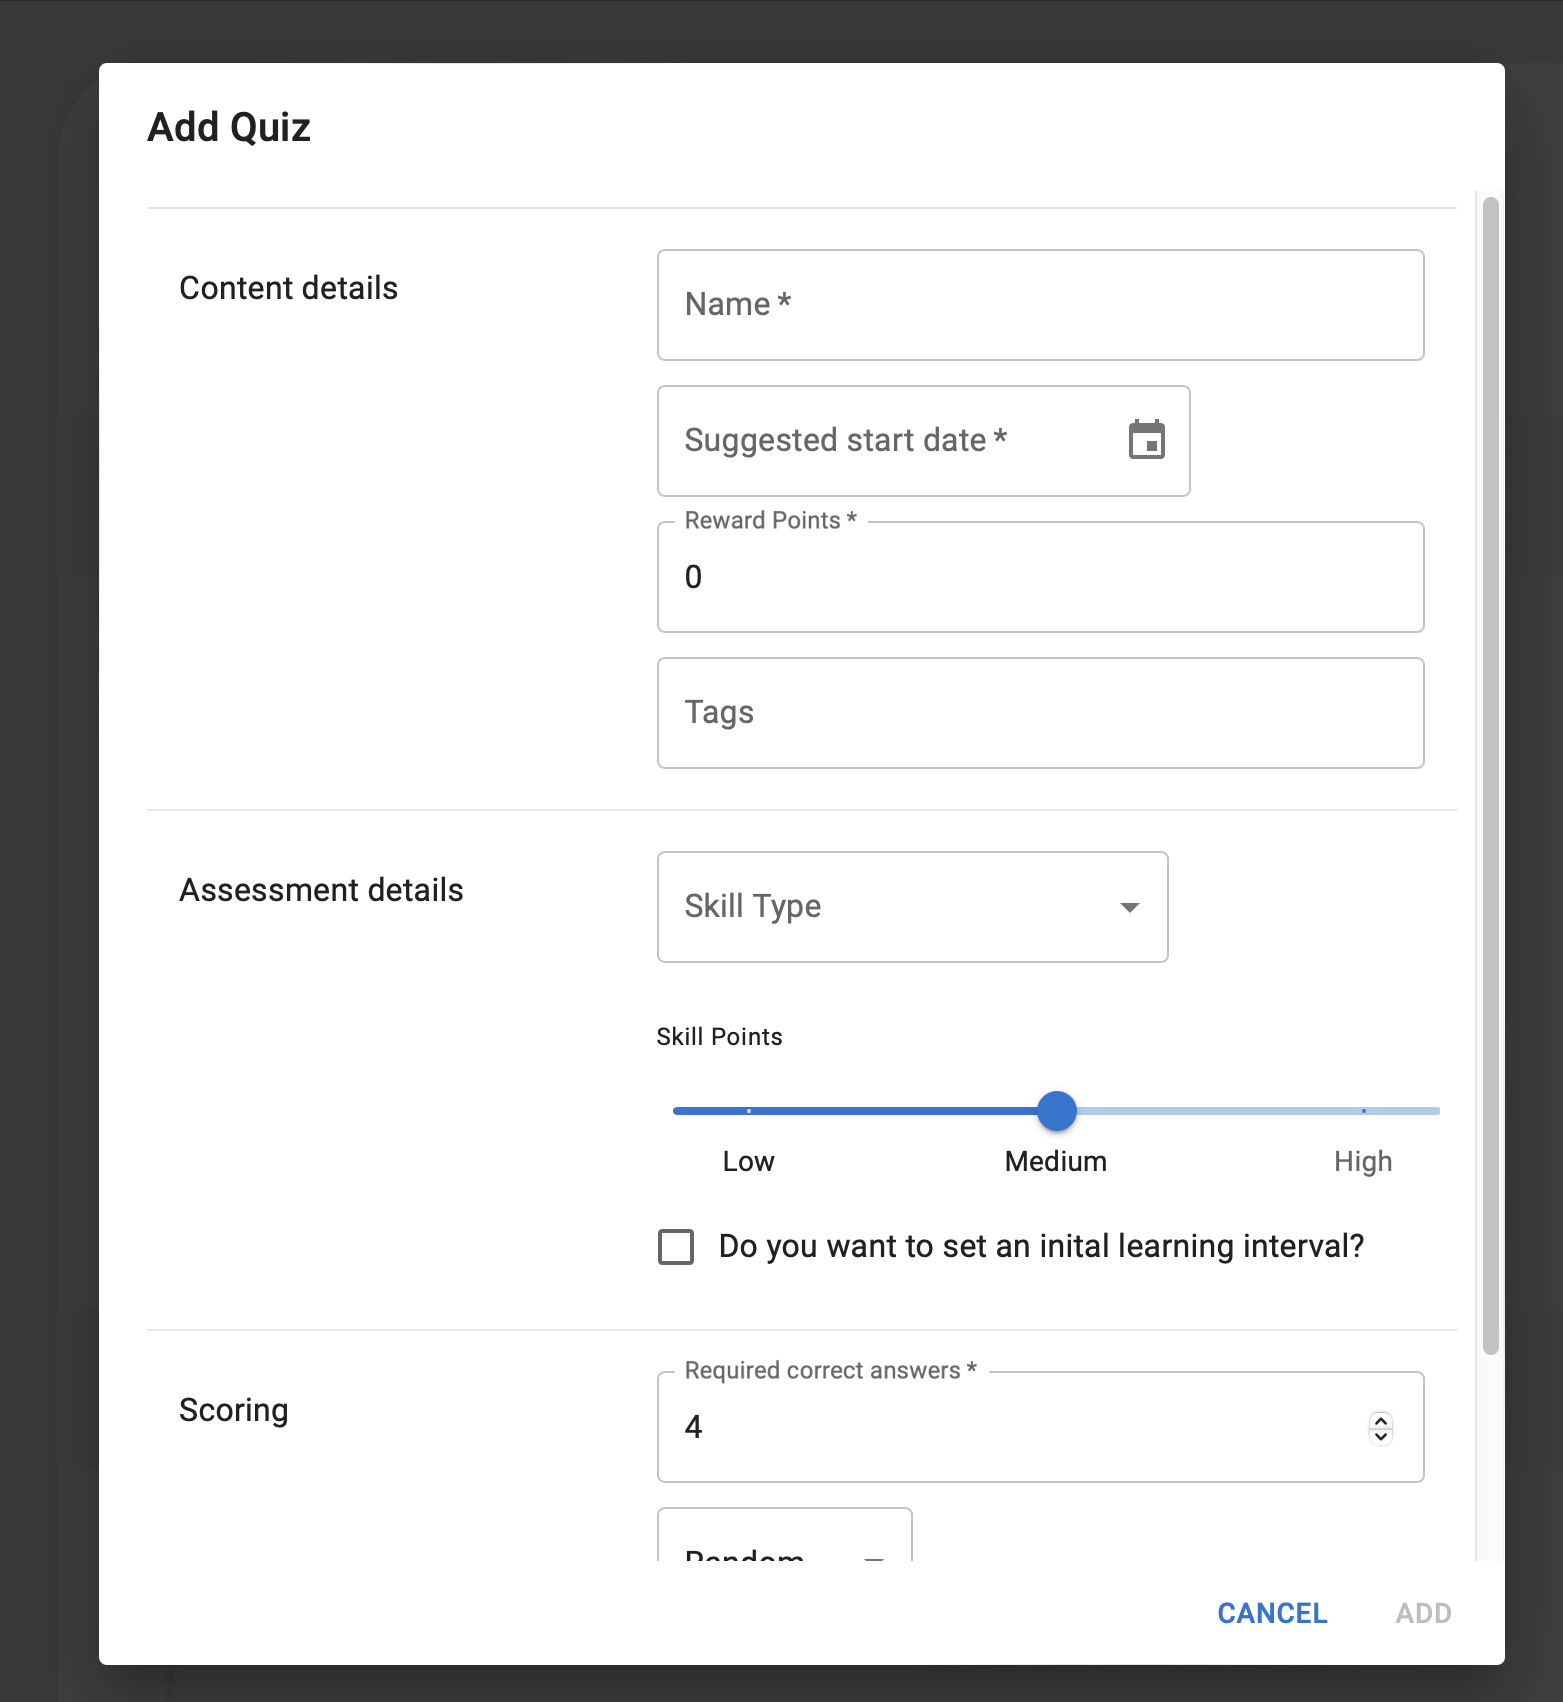 Add Quiz
Content details
Name *
Suggested start date *
Reward Points *
0
Tags
Assessment details
Skill Type
Skill Points
Low Medium High
Do you want to set an inital learning interval?
Scoring
Required correct answers *
4
Random
CANCEL ADD